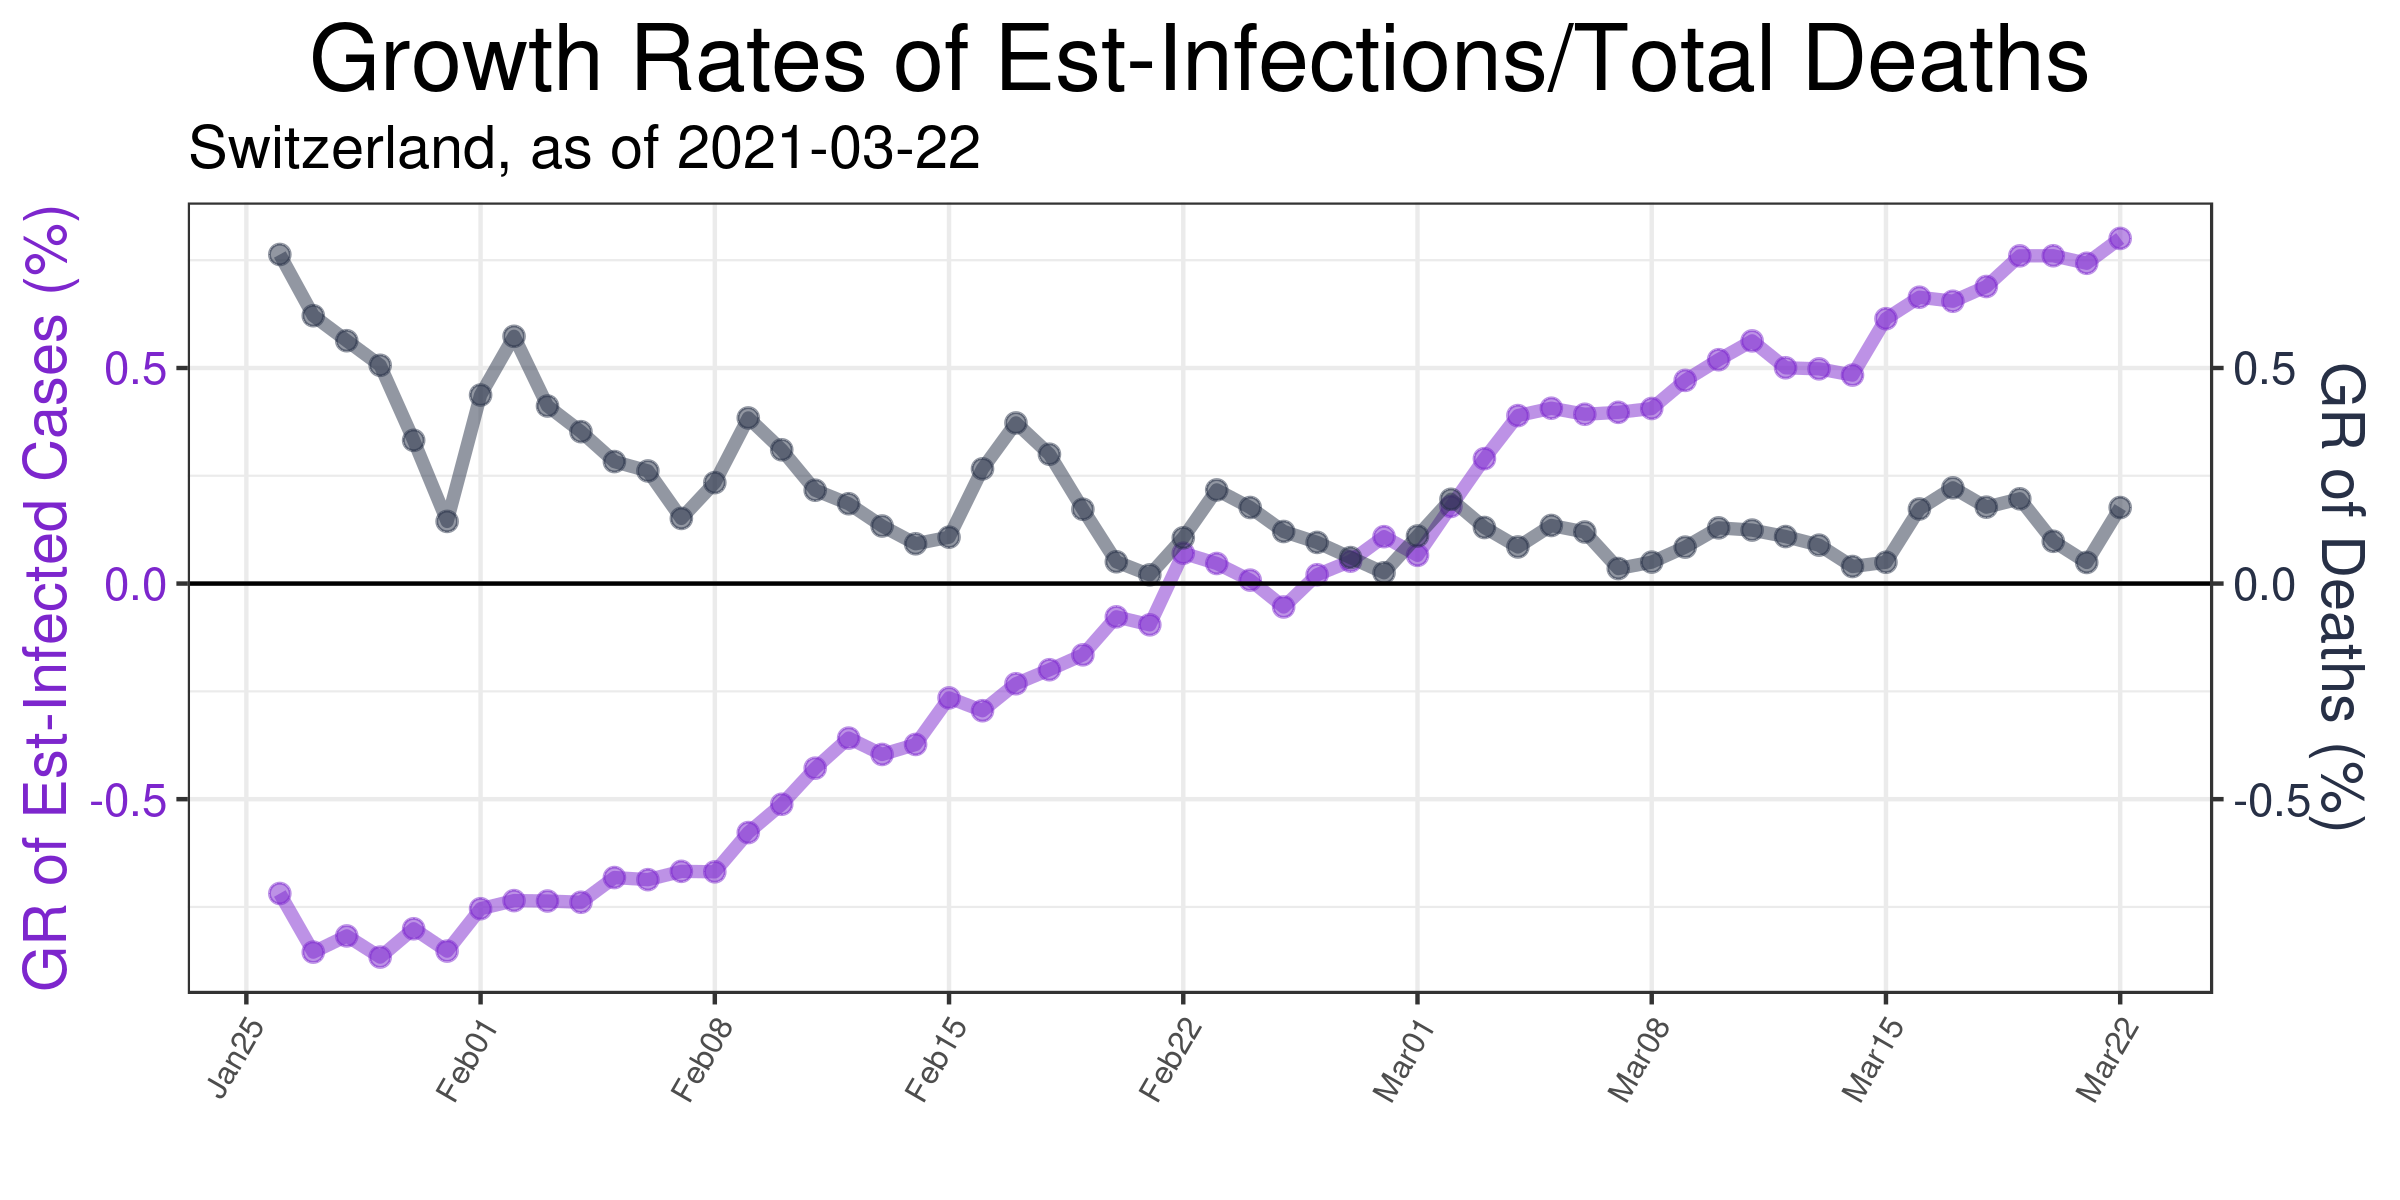 Growth Rates of Est-Infections/Total Deaths
Switzerland, as of 2021-03-22
GR of Est-Infected Cases (%)
0.5
0.0
-0.5
0.5
0.0
-0.5
GR of Deaths (%)
Jan25
Feb01
Feb08
Feb15
Feb22
Mar01
Mar08
Mar15
Mar22